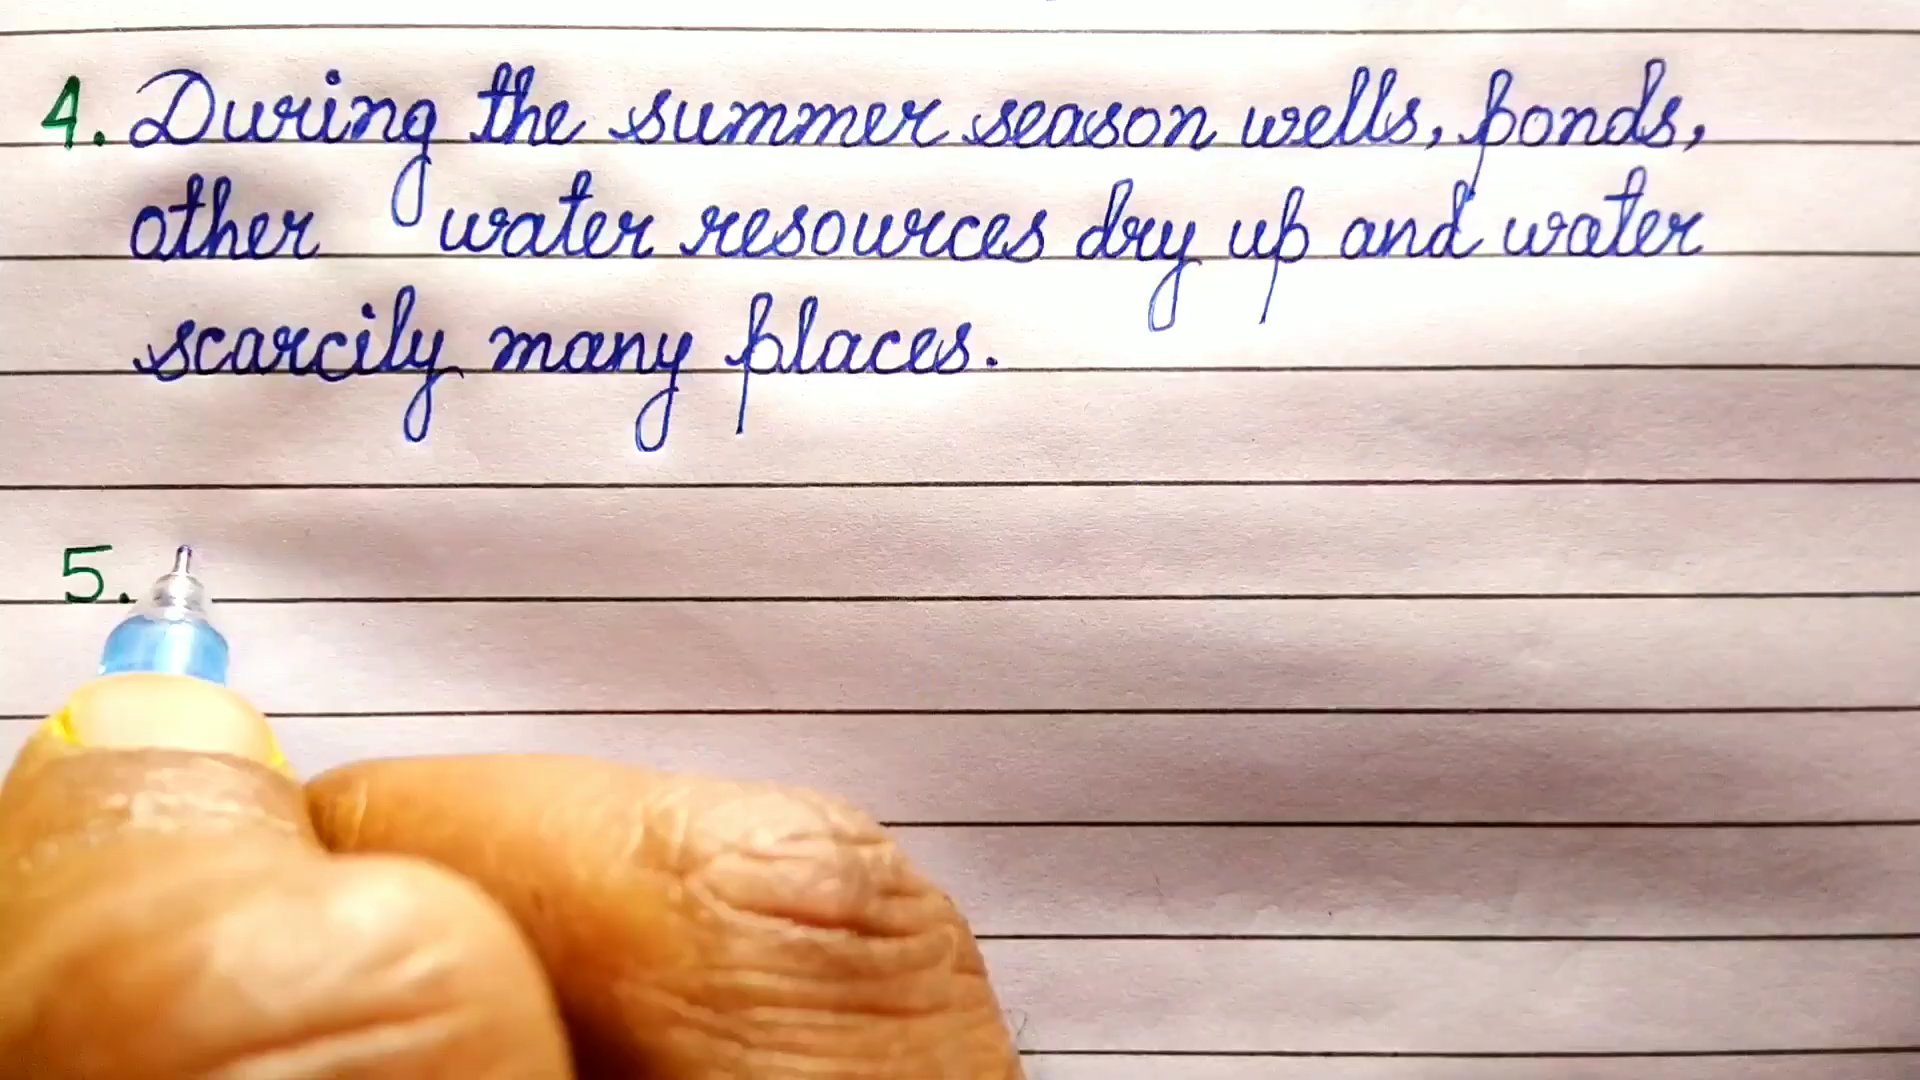 4. During the summer season wells, ponds,
other water resources dry up and water
scarcily many places.
5.